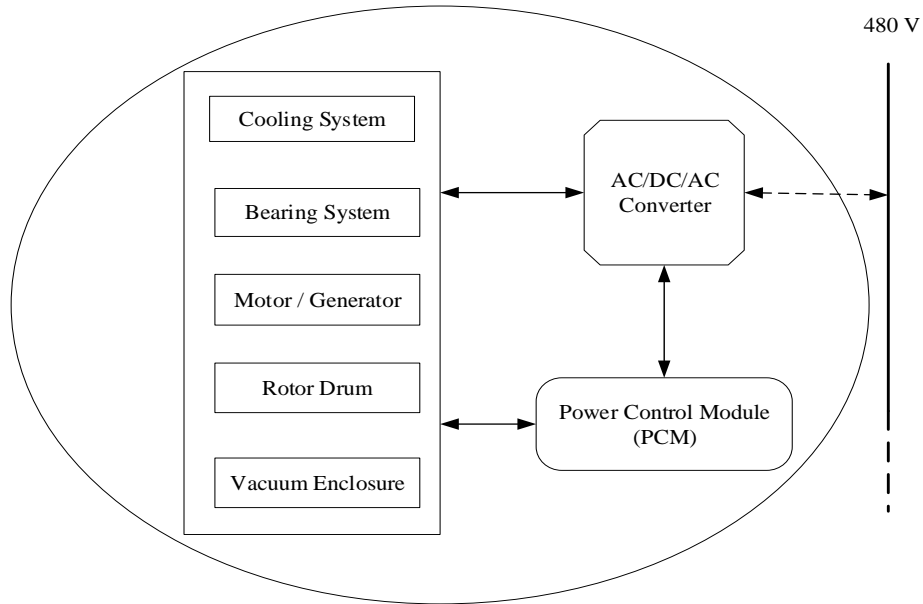 480 V
Cooling System
Bearing System
Motor / Generator
Rotor Drum
Vacuum Enclosure
AC/DC/AC
Converter
Power Control Module
(PCM)